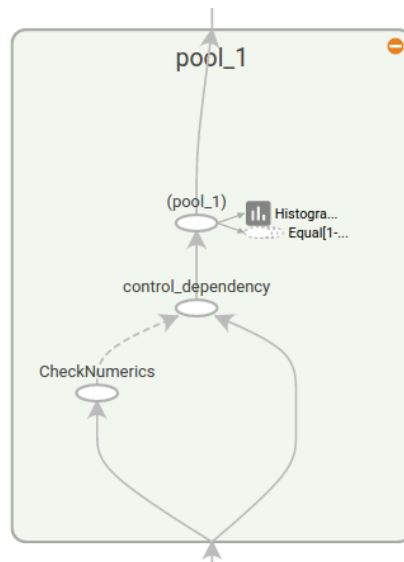 pool_1
(pool_1)
Histogra...
Equal[1-...
control_dependency
CheckNumerics